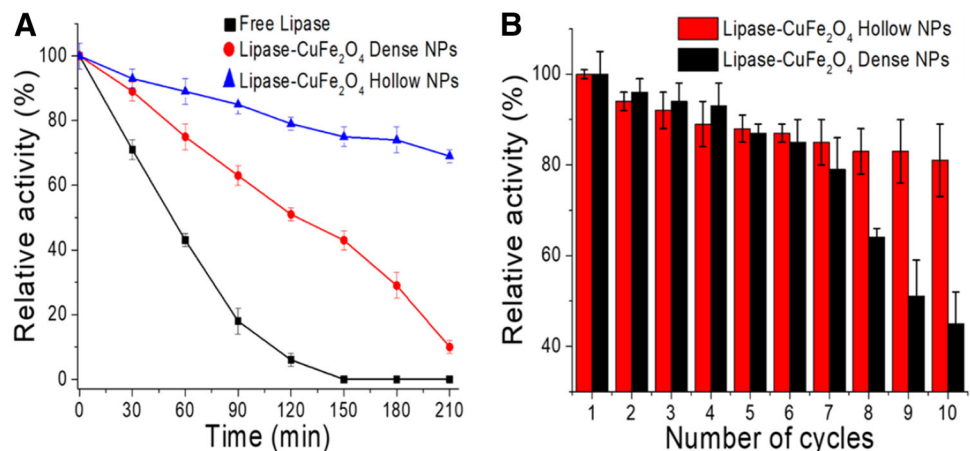 A
Free Lipase
Lipase-CuFe₂O₄ Dense NPs
Lipase-CuFe₂O₄ Hollow NPs
Relative activity (%)
100
80
60
40
20
0
0 30 60 90 120 150 180 210
Time (min)
B
Lipase-CuFe₂O₄ Hollow NPs
Lipase-CuFe₂O₄ Dense NPs
Relative activity (%)
100
80
60
40
1 2 3 4 5 6 7 8 9 10
Number of cycles